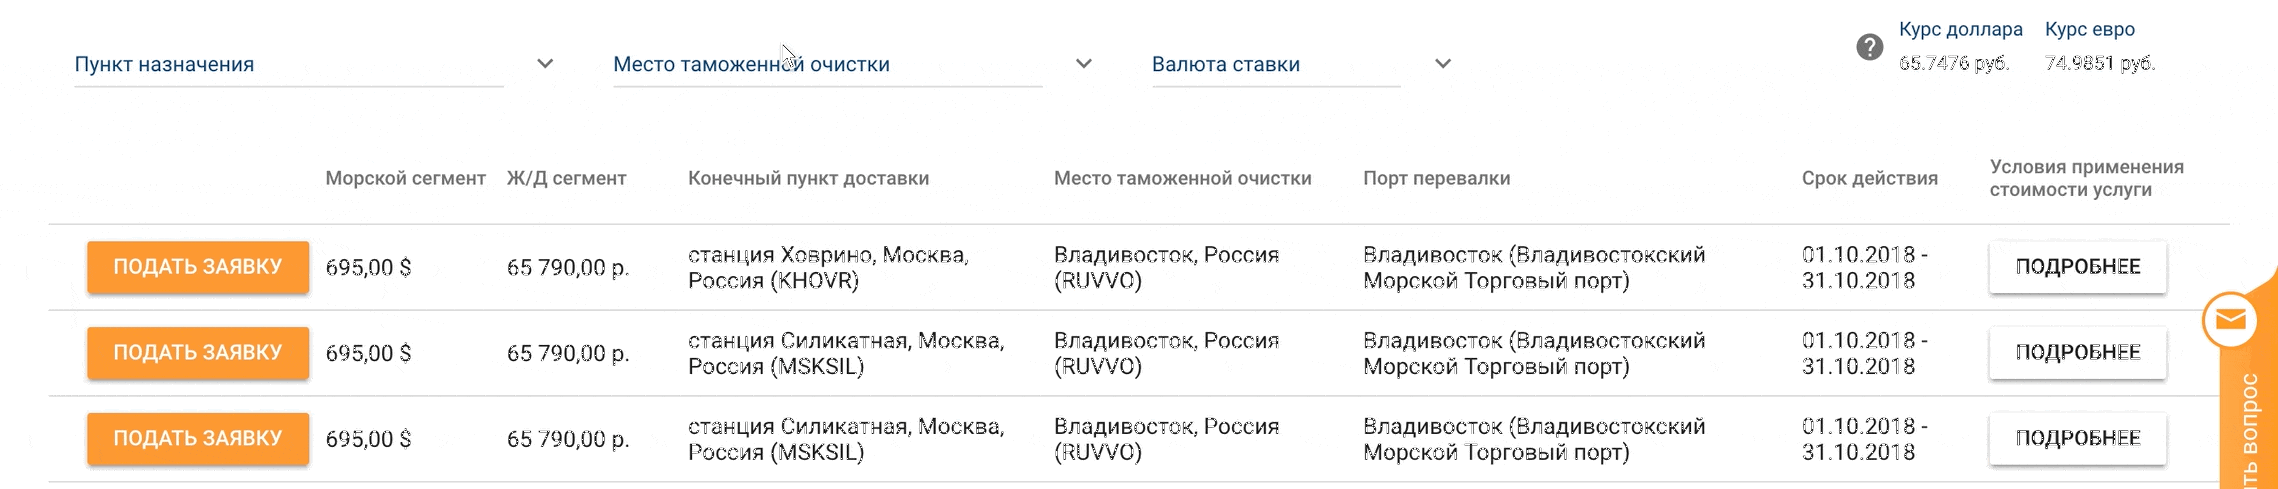 Курс доллара Курс евро
Пункт назначения Место таможенной очистки Валюта ставки ? 65.7476 руб. 74.9851 руб.
Условия применения
Морской сегмент Ж/Д сегмент Конечный пункт доставки Место таможенной очистки Порт перевалки Срок действия
стоимости услуги
станция Ховрино, Москва, Владивосток, Россия Владивосток (Владивостокский 01.10.2018 -
ПОДАТЬ ЗАЯВКУ 695,00 $ 65 790,00 р. ПОДРОБНЕЕ
Россия (KHOVR) (RUVVO) Морской Торговый порт) 31.10.2018
станция Силикатная, Москва, Владивосток, Россия Владивосток (Владивостокский 01.10.2018 -
ПОДАТЬ ЗАЯВКУ 695,00 $ 65 790,00 р. ПОДРОБНЕЕ
Россия (MSKSIL) (RUVVO) Морской Торговый порт) 31.10.2018
станция Силикатная, Москва, Владивосток, Россия Владивосток (Владивостокский 01.10.2018 -
ПОДАТЬ ЗАЯВКУ 695,00 $ 65 790,00 р. ПОДРОБНЕЕ
Россия (MSKSIL) (RUVVO) Морской Торговый порт) 31.10.2018
ть вопрос